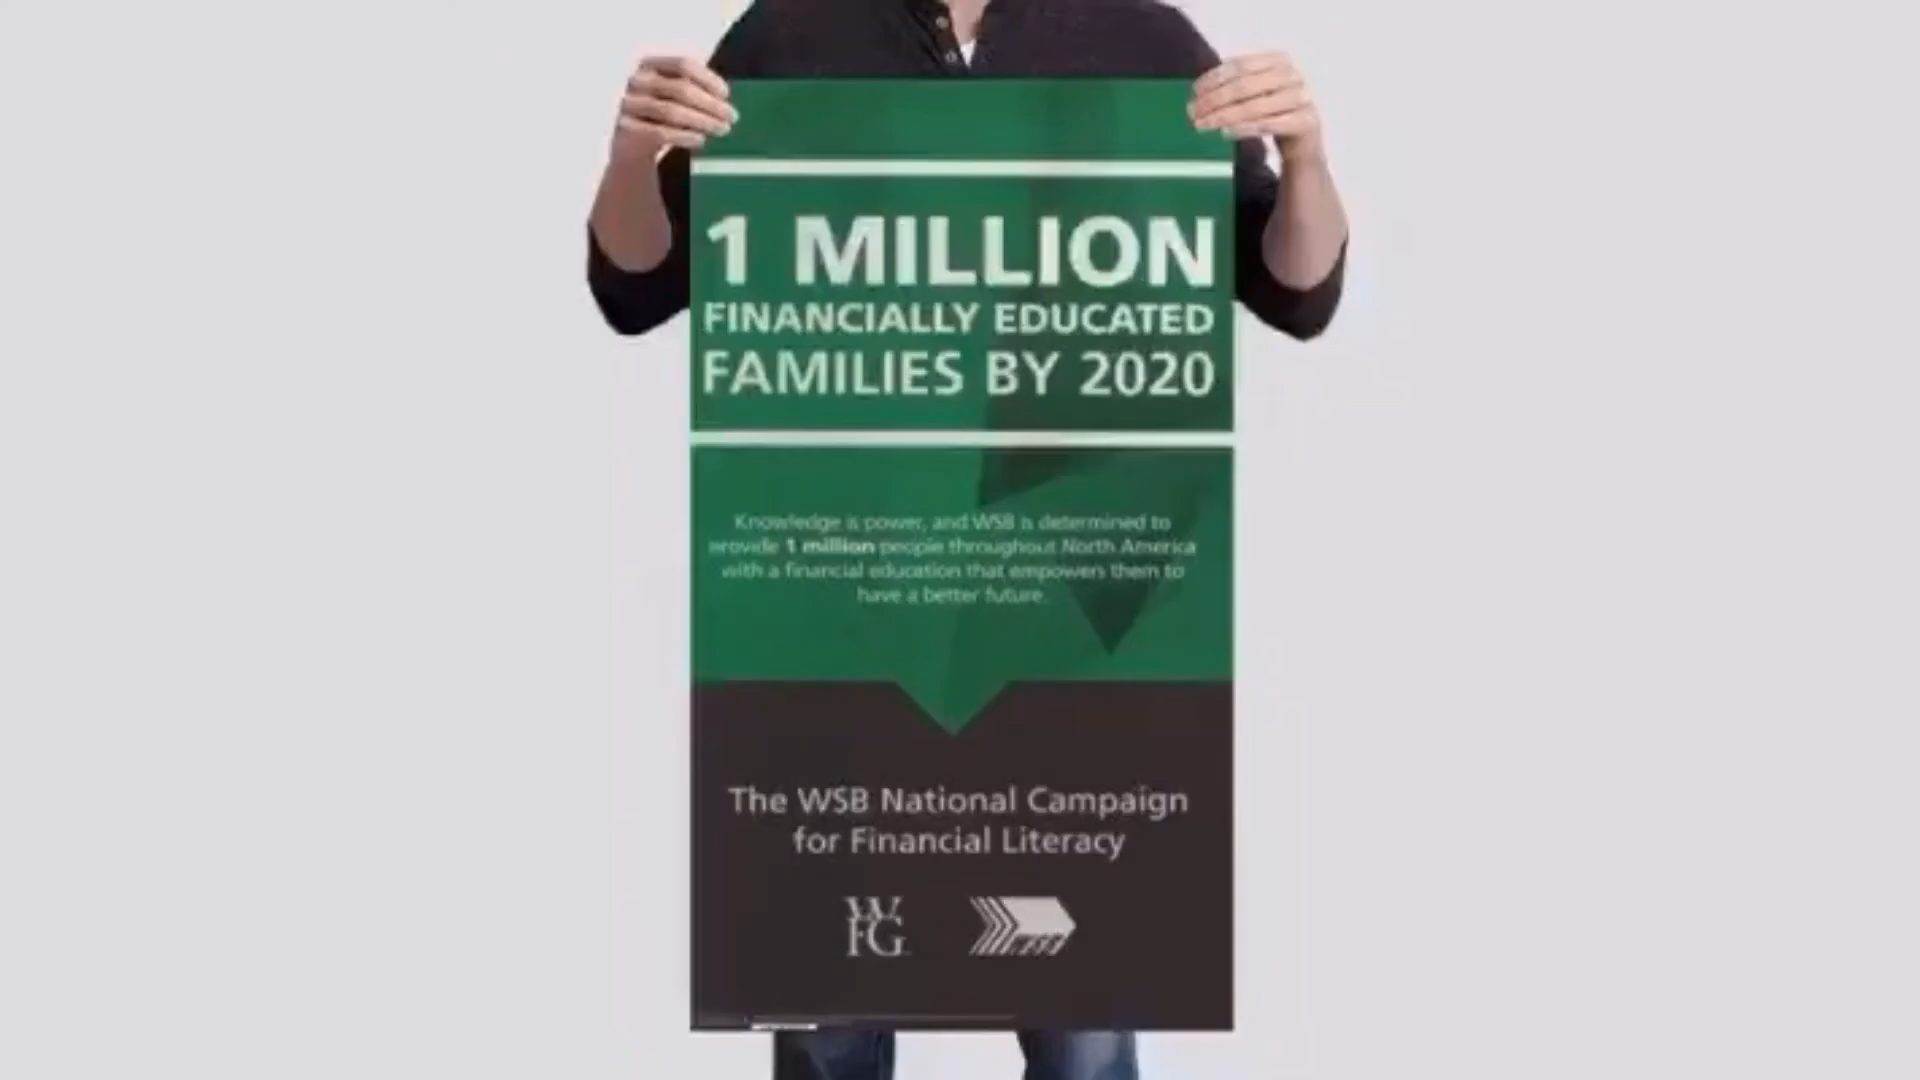 1 MILLION
FINANCIALLY EDUCATED
FAMILIES BY 2020
Knowledge is power, and WSB is determined to
provide 1 million people throughout North America
with a financial education that empowers them to
have a better future.
The WSB National Campaign
for Financial Literacy
WFG